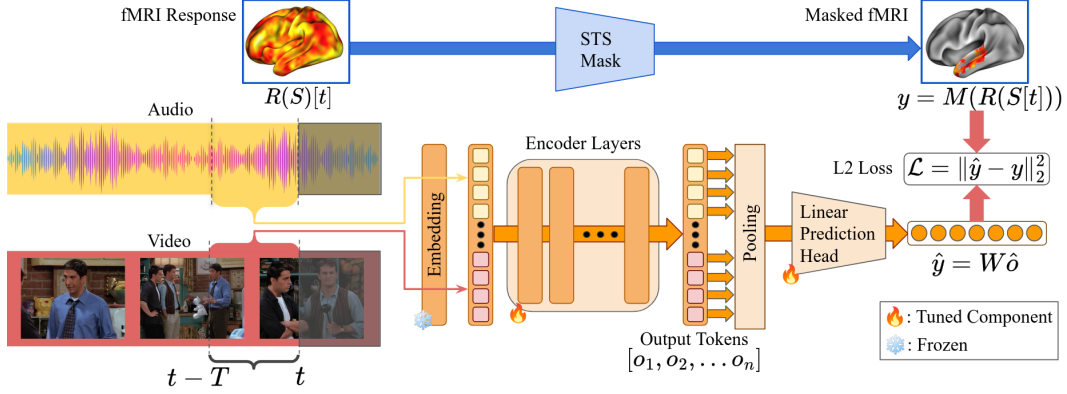 fMRI Response
Masked fMRI
STS
Mask
R(S)[t]
y = M(R(S[t]))
Audio
Encoder Layers
L2 Loss
ℒ = ‖ŷ − y‖₂²
Embedding
Pooling
Linear
Prediction
Head
Video
ŷ = Wô
Output Tokens
[o₁, o₂, … oₙ]
: Tuned Component
: Frozen
t − T
t